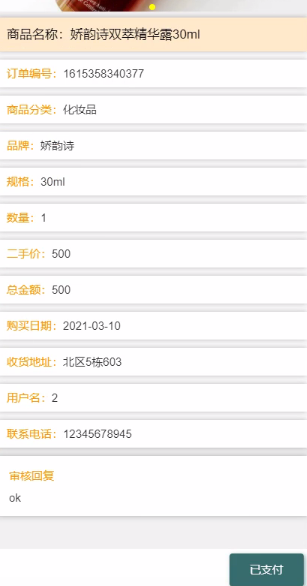 商品名称：娇韵诗双萃精华露30ml
订单编号：1615358340377
商品分类：化妆品
品牌：娇韵诗
规格：30ml
数量：1
二手价：500
总金额：500
购买日期：2021-03-10
收货地址：北区5栋603
用户名：2
联系电话：12345678945
审核回复
ok
已支付